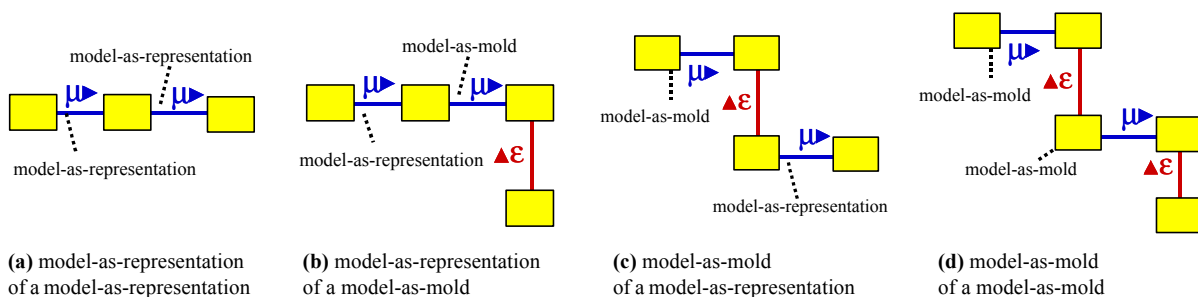 model-as-representation
μ▶ μ▶
model-as-representation
(a) model-as-representation
of a model-as-representation
model-as-mold
μ▶ μ▶
model-as-representation
▲ε
(b) model-as-representation
of a model-as-mold
μ▶
▲ε
model-as-mold
μ▶
model-as-representation
(c) model-as-mold
of a model-as-representation
μ▶
▲ε
model-as-mold
μ▶
model-as-mold
▲ε
(d) model-as-mold
of a model-as-mold